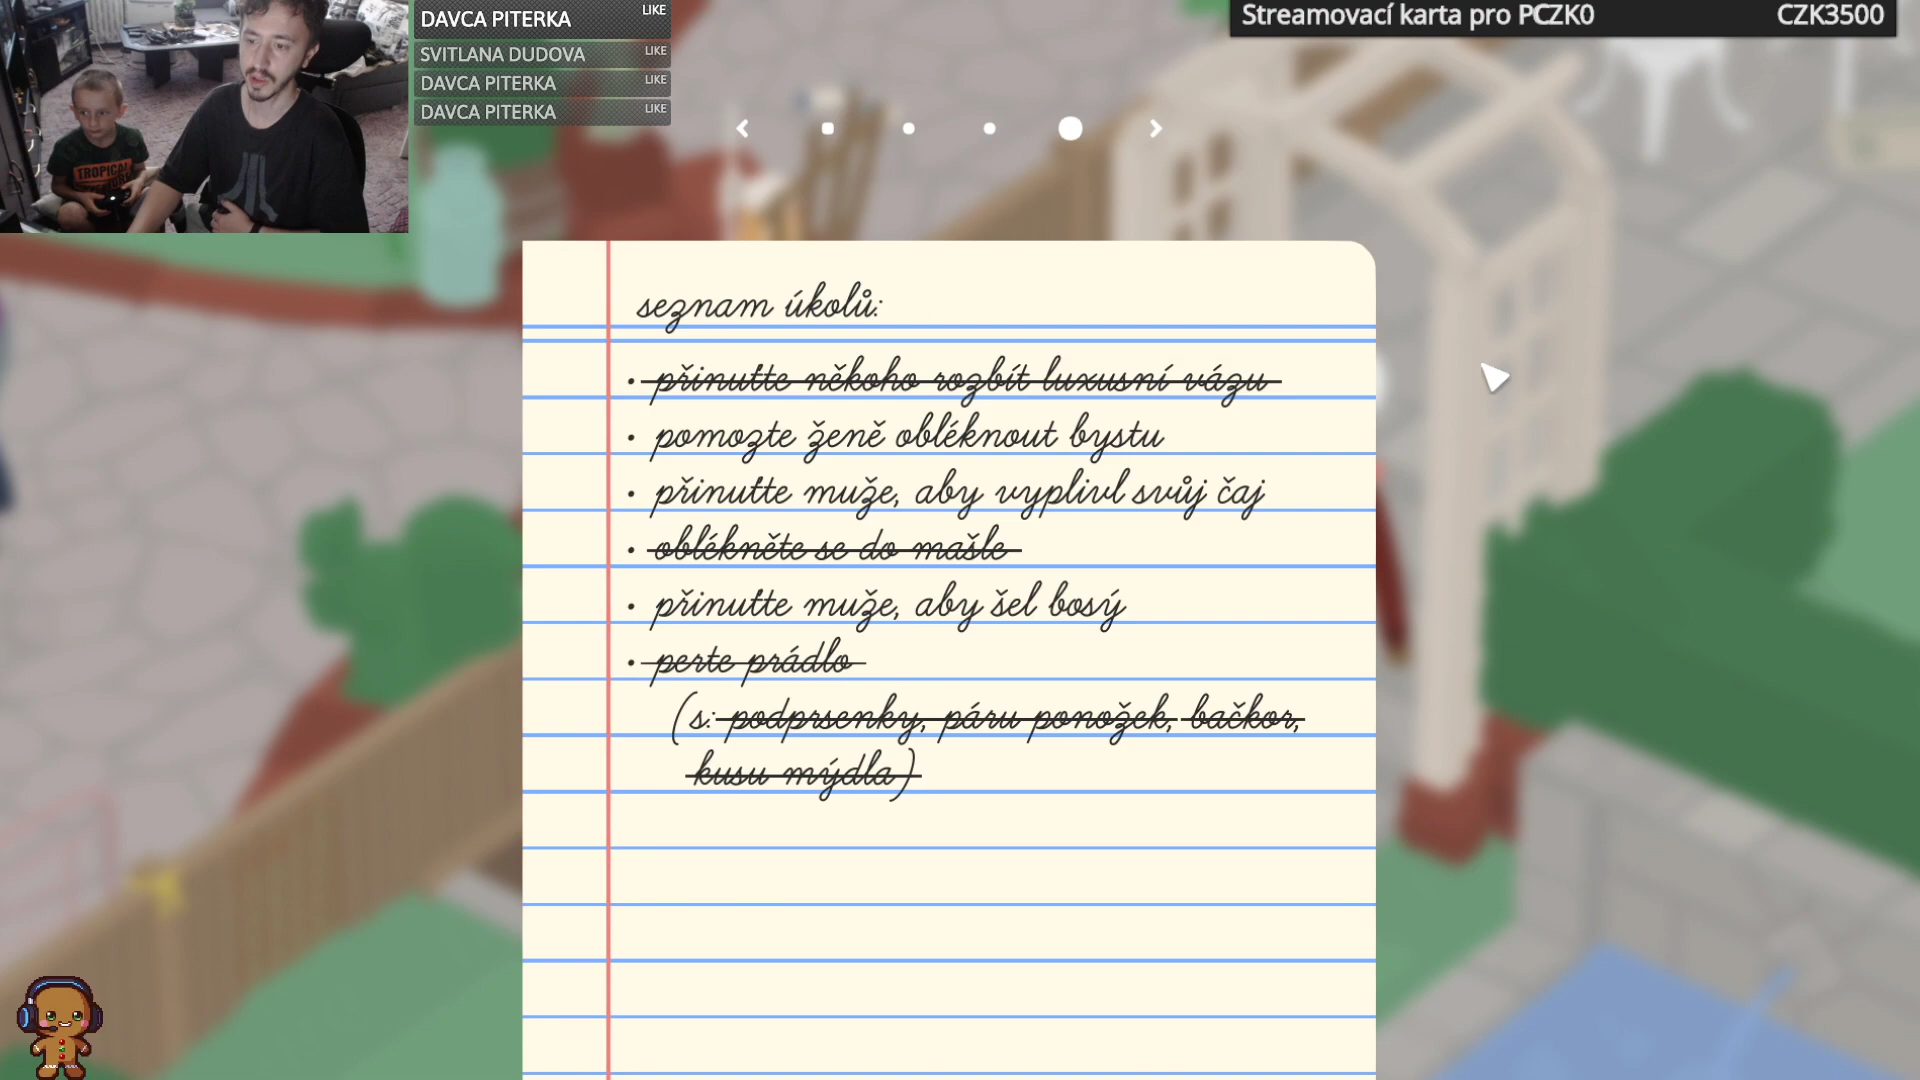 DAVCA PITERKA LIKE
SVITLANA DUDOVA LIKE
DAVCA PITERKA LIKE
DAVCA PITERKA LIKE
Streamovací karta pro PCZK0 CZK3500
TROPICAL
seznam úkolů:
• přinuťte někoho rozbít luxusní vázu
• pomozte ženě obléknout bystu
• přinuťte muže, aby vyplivl svůj čaj
• oblékněte se do mašle
• přinuťte muže, aby šel bosý
• perte prádlo
(s: podprsenky, páru ponožek, bačkor,
kusu mýdla)